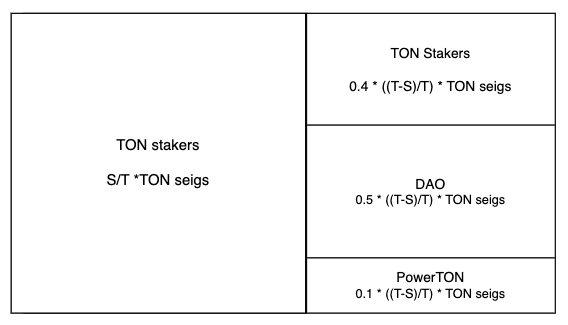 TON stakers
S/T *TON seigs
TON Stakers
0.4 * ((T-S)/T) * TON seigs
DAO
0.5 * ((T-S)/T) * TON seigs
PowerTON
0.1 * ((T-S)/T) * TON seigs